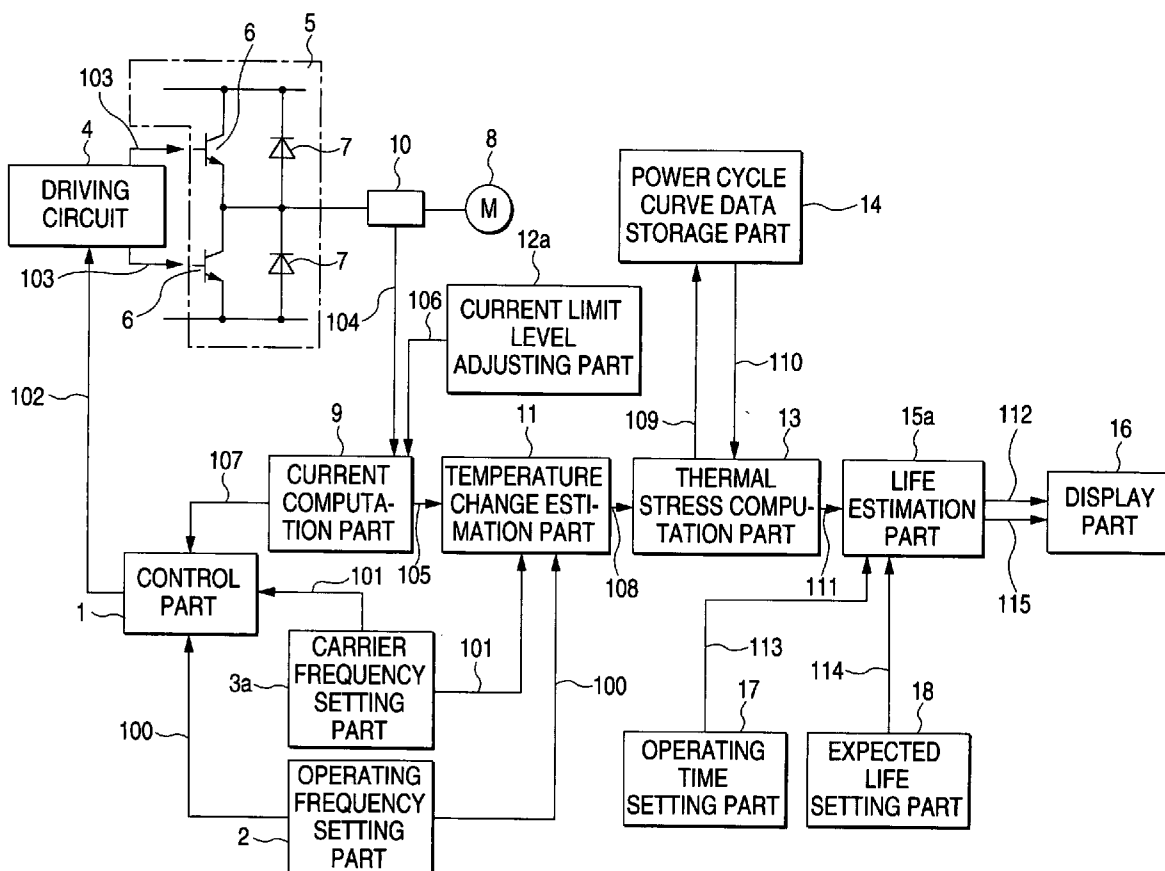 5
6
103
4
DRIVING
CIRCUIT
7
10
8
M
POWER CYCLE
CURVE DATA
STORAGE PART
14
103
6
7
12a
CURRENT LIMIT
LEVEL
ADJUSTING PART
104
106
102
109
110
9
CURRENT
COMPUTA-
TION PART
107
105
11
TEMPERATURE
CHANGE ESTI-
MATION PART
108
13
THERMAL
STRESS COMPU-
TATION PART
111
15a
LIFE
ESTIMATION
PART
112
115
16
DISPLAY
PART
CONTROL
PART
1
101
CARRIER
FREQUENCY
SETTING
PART
3a
101
100
100
OPERATING
FREQUENCY
SETTING
PART
2
113
114
17
OPERATING
TIME
SETTING PART
18
EXPECTED
LIFE
SETTING PART